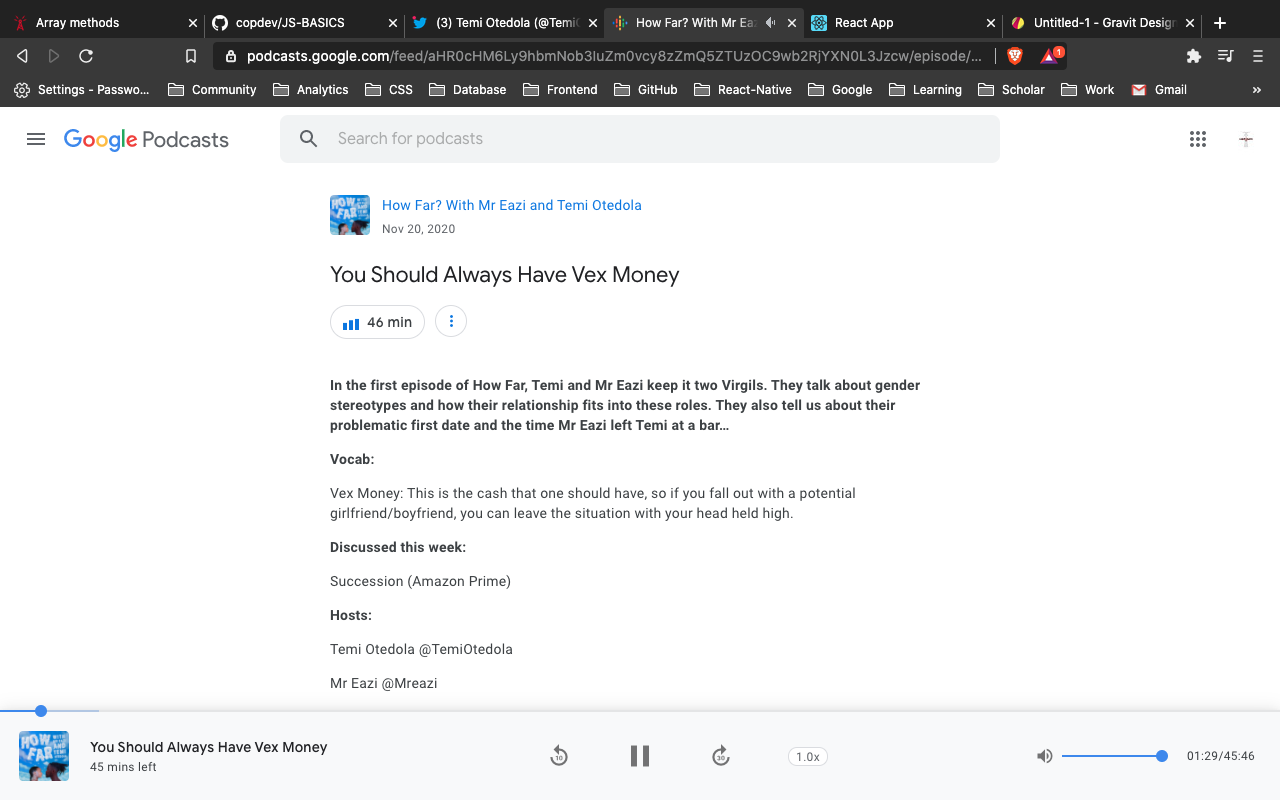 Array methods
copdev/JS-BASICS
(3) Temi Otedola (@TemiO
How Far? With Mr Eaz
React App
Untitled-1 - Gravit Design
podcasts.google.com/feed/aHR0cHM6Ly9hbmNob3IuZm0vcy8zZmQ5ZTUzOC9wb2RjYXN0L3Jzcw/episode/...
1
Settings - Passwo...
Community
Analytics
CSS
Database
Frontend
GitHub
React-Native
Google
Learning
Scholar
Work
Gmail
»
Google Podcasts
Search for podcasts
HOW FAR
How Far? With Mr Eazi and Temi Otedola
Nov 20, 2020
You Should Always Have Vex Money
46 min
In the first episode of How Far, Temi and Mr Eazi keep it two Virgils. They talk about gender
stereotypes and how their relationship fits into these roles. They also tell us about their
problematic first date and the time Mr Eazi left Temi at a bar…
Vocab:
Vex Money: This is the cash that one should have, so if you fall out with a potential
girlfriend/boyfriend, you can leave the situation with your head held high.
Discussed this week:
Succession (Amazon Prime)
Hosts:
Temi Otedola @TemiOtedola
Mr Eazi @Mreazi
HOW FAR
You Should Always Have Vex Money
45 mins left
10
30
1.0x
01:29/45:46